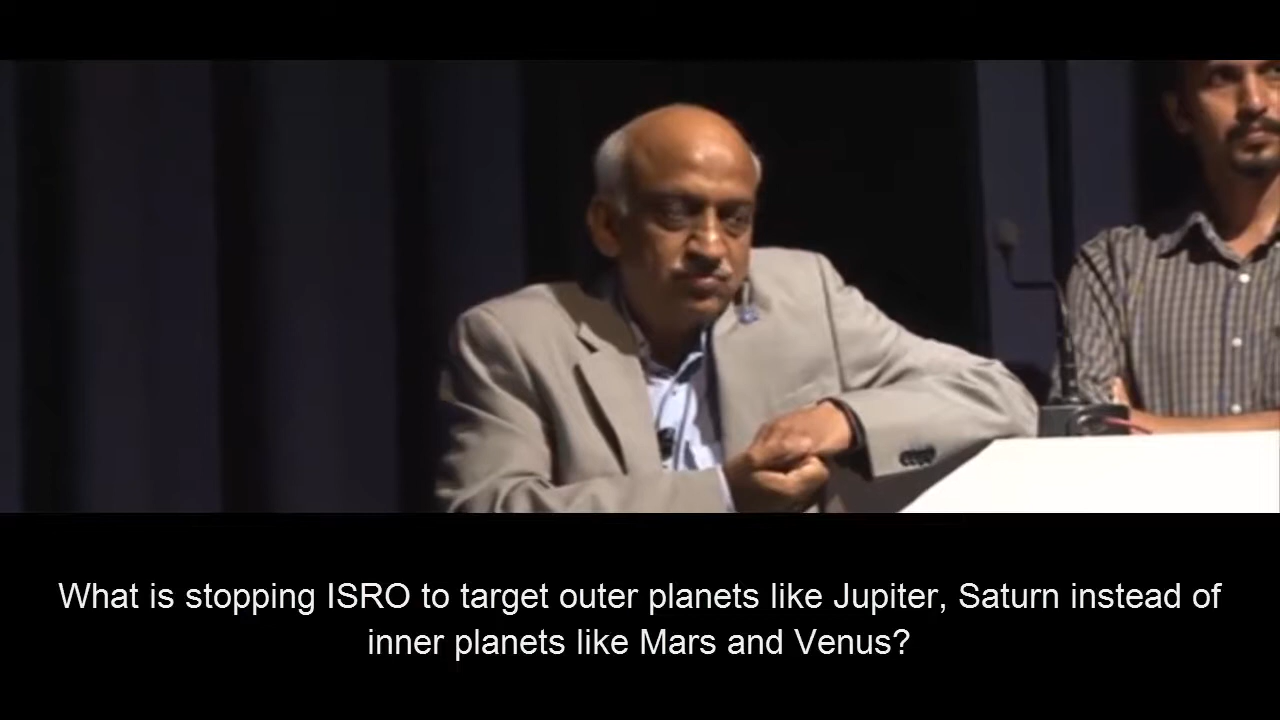 What is stopping ISRO to target outer planets like Jupiter, Saturn instead of
inner planets like Mars and Venus?